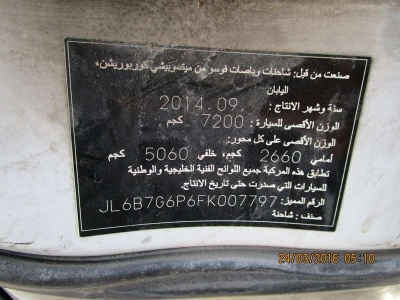 صنعت من قبل: شاحنات وباصات فوسو من ميتسوبيشي كوربوريشن،
اليابان
سنة وشهر الانتاج : 2014.09.
الوزن الأقصى للسيارة : 7200 كجم
الوزن الأقصى على كل محور:
أمامي 2660 كجم، خلفي 5060 كجم
تطابق هذه المركبة جميع اللوائح الفنية الخليجية والوطنية
للسيارات التي صدرت حتى تاريخ الانتاج.
الرقم المميز: JL6B7G6P6FK007797
صنف : شاحنة
24/03/2016 05:10